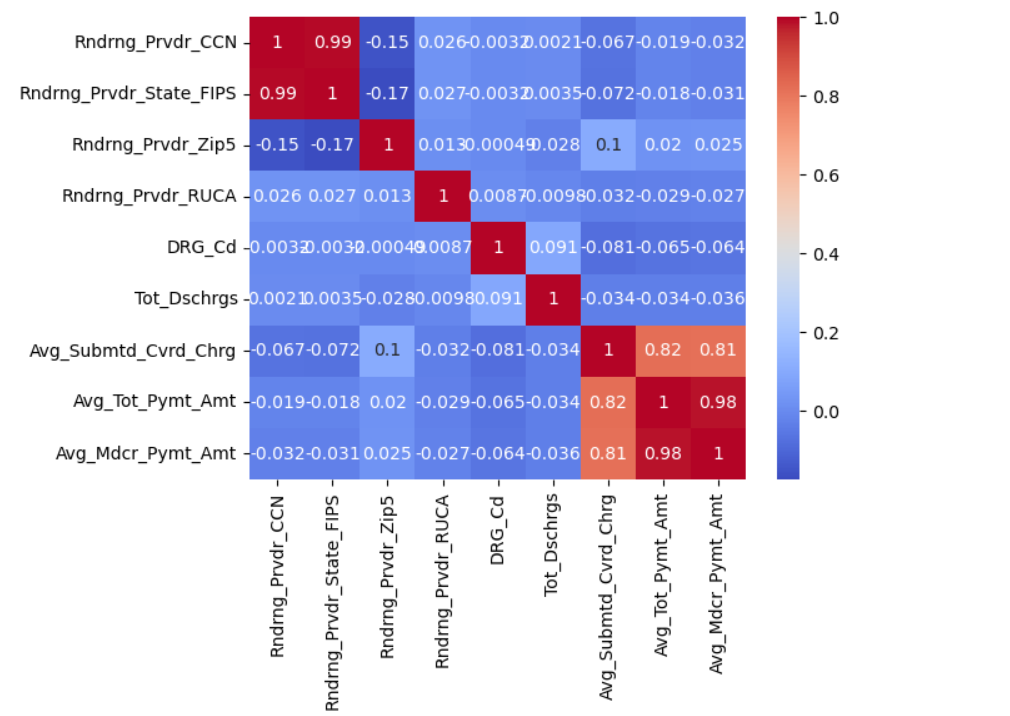 Rndrng_Prvdr_CCN 1 0.99 -0.15 0.026 -0.0032 0.0021 -0.067 -0.019 -0.032
Rndrng_Prvdr_State_FIPS 0.99 1 -0.17 0.027 -0.0032 0.0035 -0.072 -0.018 -0.031
Rndrng_Prvdr_Zip5 -0.15 -0.17 1 0.013 0.00049 -0.028 0.1 0.02 0.025
Rndrng_Prvdr_RUCA 0.026 0.027 0.013 1 0.0087 0.0098 -0.032 -0.029 -0.027
DRG_Cd -0.0032 -0.0032 0.00049 0.0087 1 0.091 -0.081 -0.065 -0.064
Tot_Dschrgs 0.0021 0.0035 -0.028 0.0098 0.091 1 -0.034 -0.034 -0.036
Avg_Submtd_Cvrd_Chrg -0.067 -0.072 0.1 -0.032 -0.081 -0.034 1 0.82 0.81
Avg_Tot_Pymt_Amt -0.019 -0.018 0.02 -0.029 -0.065 -0.034 0.82 1 0.98
Avg_Mdcr_Pymt_Amt -0.032 -0.031 0.025 -0.027 -0.064 -0.036 0.81 0.98 1
Rndrng_Prvdr_CCN
Rndrng_Prvdr_State_FIPS
Rndrng_Prvdr_Zip5
Rndrng_Prvdr_RUCA
DRG_Cd
Tot_Dschrgs
Avg_Submtd_Cvrd_Chrg
Avg_Tot_Pymt_Amt
Avg_Mdcr_Pymt_Amt
1.0
0.8
0.6
0.4
0.2
0.0